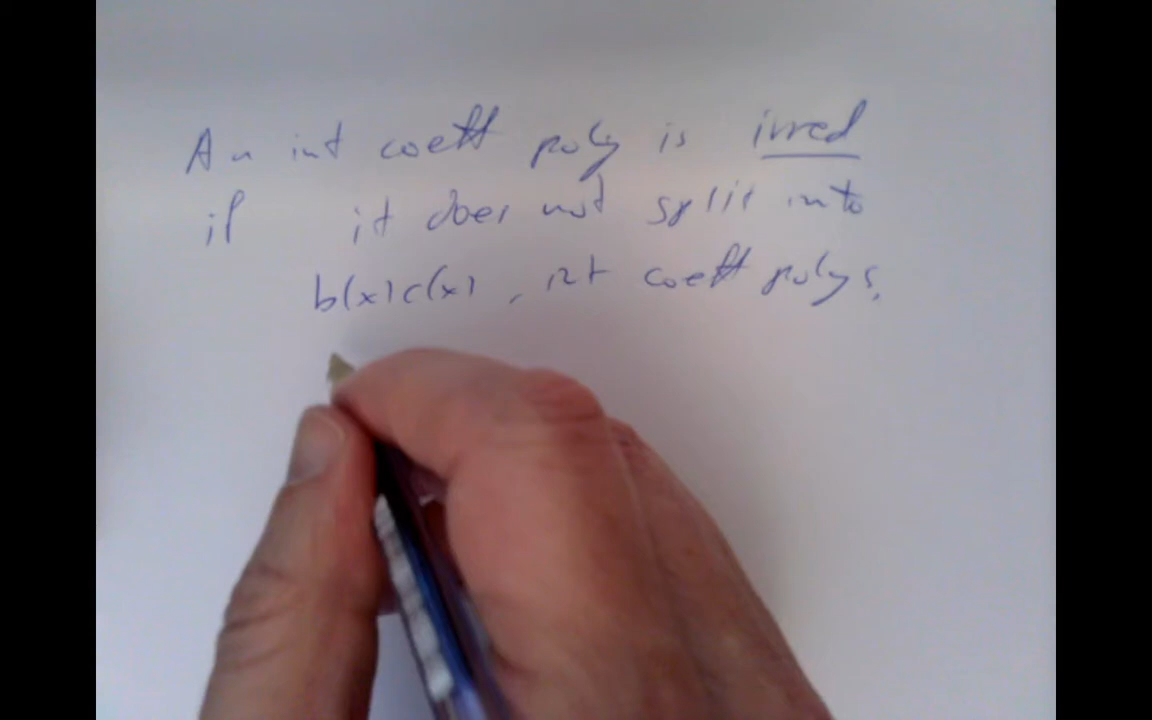 An int coeff poly is irred
if it does not split into
b(x)c(x), int coeff polys.